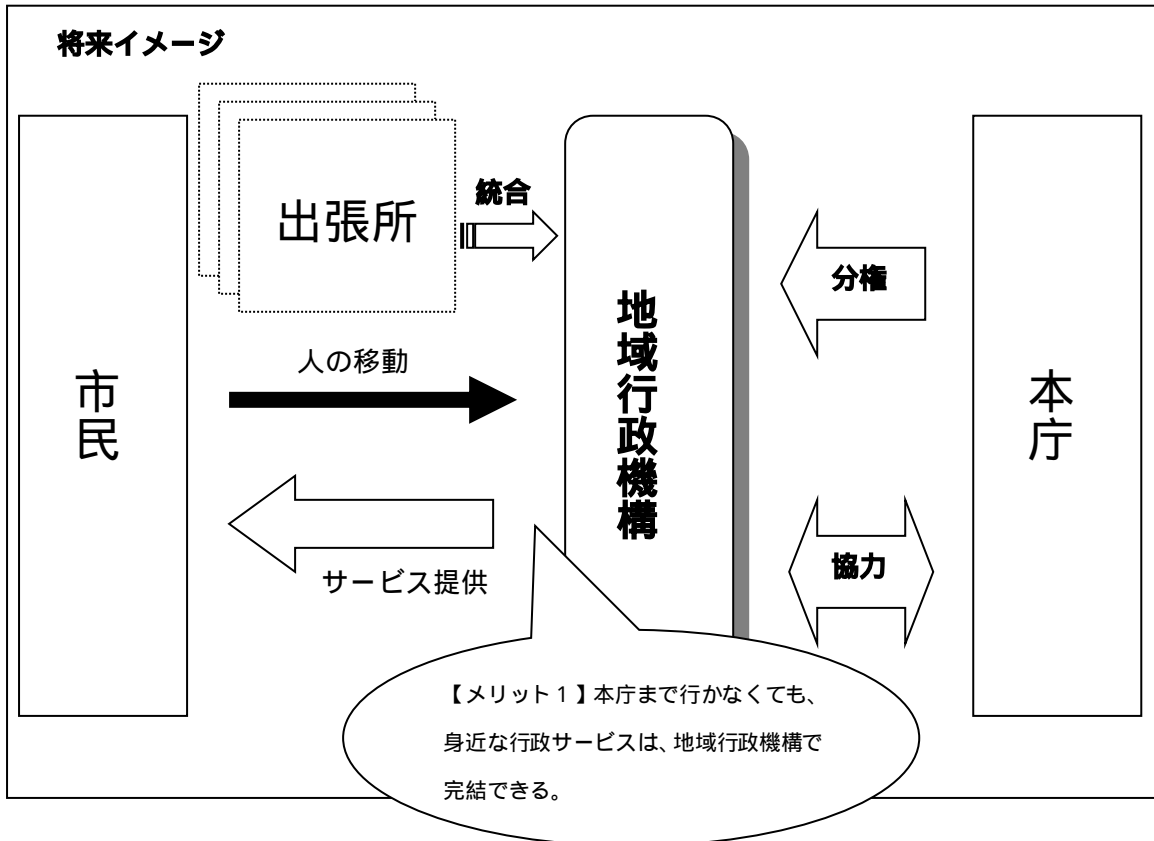 将来イメージ
出張所
統合
分権
地域行政機構
人の移動
市民
本庁
サービス提供
協力
【メリット1】本庁まで行かなくても、
身近な行政サービスは、地域行政機構で
完結できる。